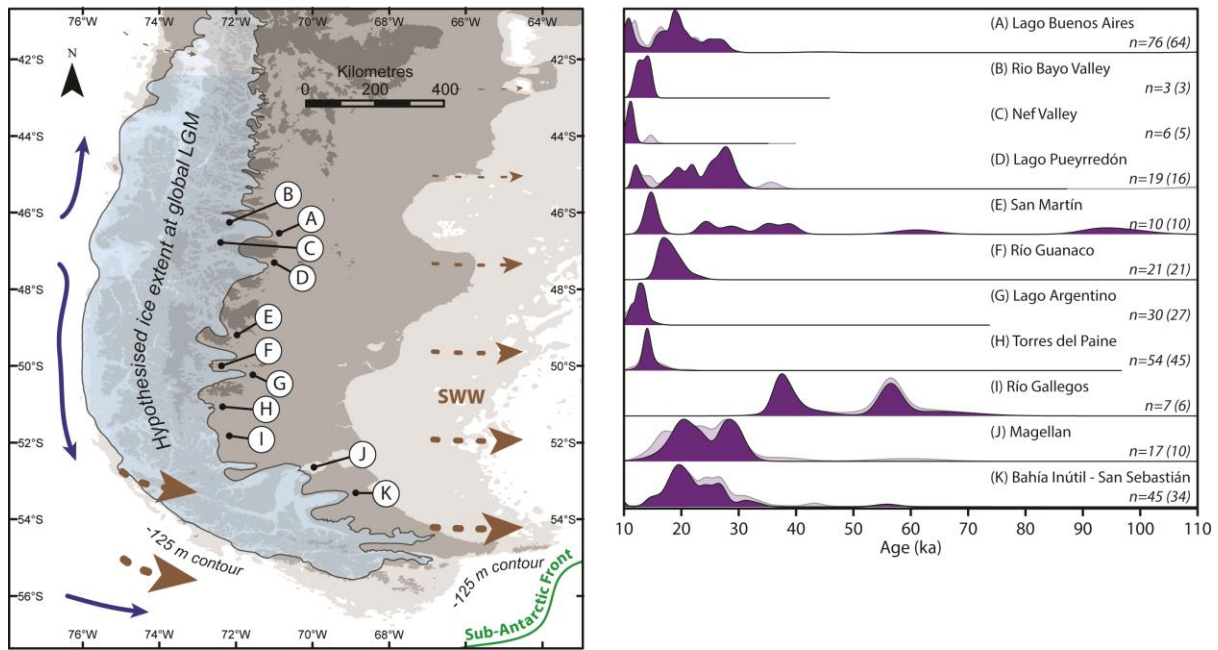 76°W 74°W 72°W 70°W 68°W
N
Kilometres
0 200 400
42°S
44°S
46°S
48°S
50°S
52°S
54°S
56°S
Hypothesised ice extent at global LGM
B
A
C
D
E
F
G
H
I
J
K
SWW
-125 m contour
-125 m contour
Sub-Antarctic Front
76°W 74°W 72°W 70°W 68°W
(A) Lago Buenos Aires
n=76 (64)
(B) Rio Bayo Valley
n=3 (3)
(C) Nef Valley
n=6 (5)
(D) Lago Pueyrredón
n=19 (16)
(E) San Martín
n=10 (10)
(F) Río Guanaco
n=21 (21)
(G) Lago Argentino
n=30 (27)
(H) Torres del Paine
n=54 (45)
(I) Río Gallegos
n=7 (6)
(J) Magellan
n=17 (10)
(K) Bahía Inútil - San Sebastián
n=45 (34)
10 20 30 40 50 60 70 80 90 100 110
Age (ka)